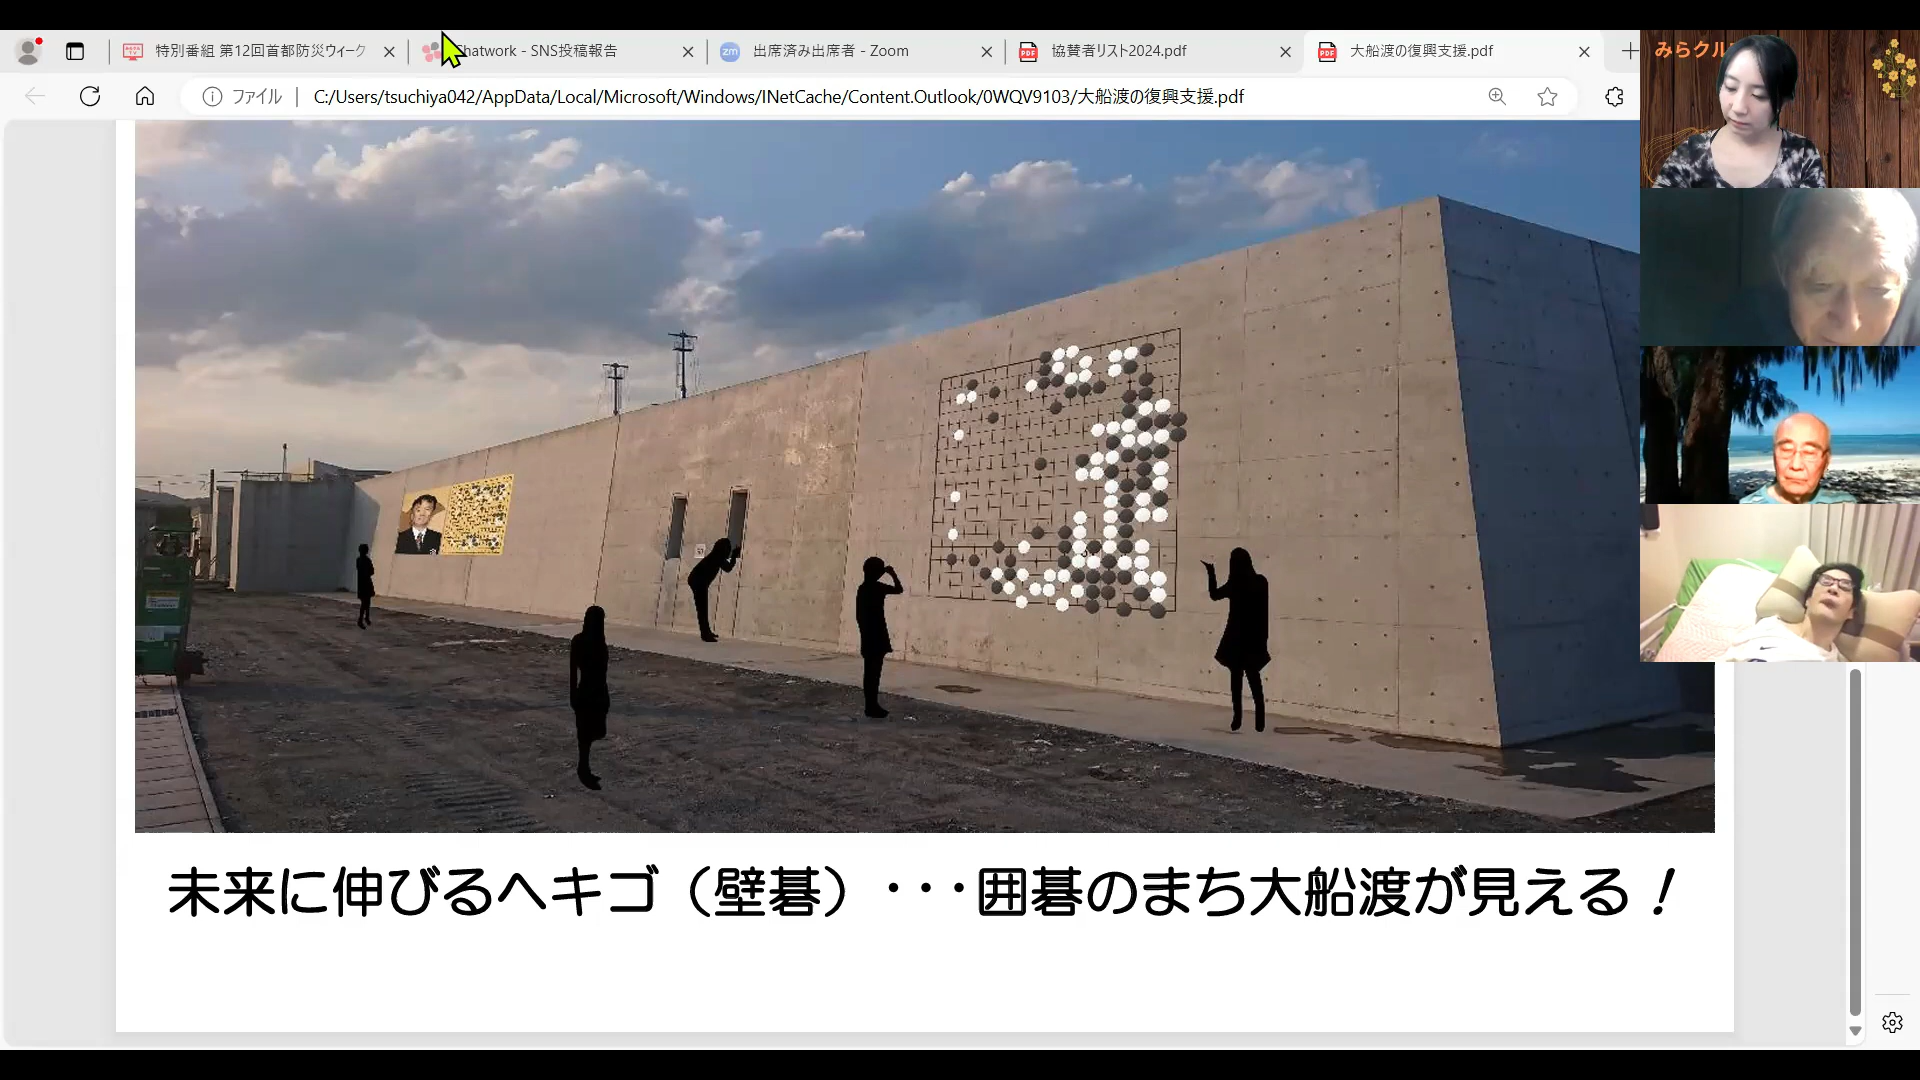 特別番組 第12回首都防災ウィーク
hatwork - SNS投稿報告
zm
出席済み出席者 - Zoom
PDF
協賛者リスト2024.pdf
PDF
大船渡の復興支援.pdf
みらクル
ファイル
C:/Users/tsuchiya042/AppData/Local/Microsoft/Windows/INetCache/Content.Outlook/0WQV9103/大船渡の復興支援.pdf
未来に伸びるヘキゴ（壁碁）・・・囲碁のまち大船渡が見える！